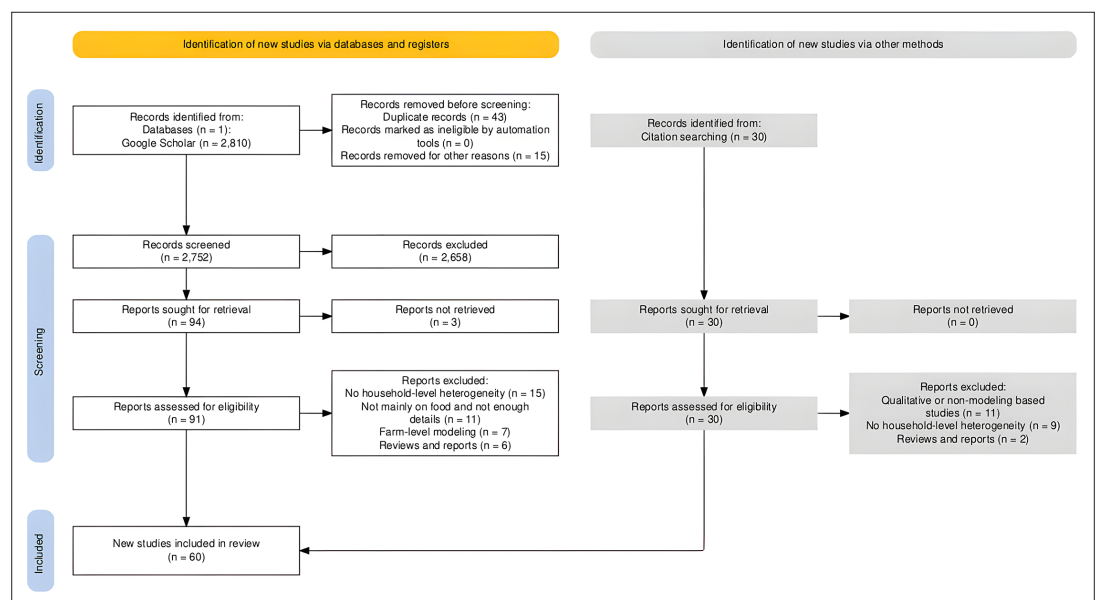 Identification of new studies via databases and registers
Identification of new studies via other methods
Identification
Records identified from:
Databases (n = 1):
Google Scholar (n = 2,810)
Records removed before screening:
Duplicate records (n = 43)
Records marked as ineligible by automation
tools (n = 0)
Records removed for other reasons (n = 15)
Records identified from:
Citation searching (n = 30)
Screening
Records screened
(n = 2,752)
Records excluded
(n = 2,658)
Reports sought for retrieval
(n = 94)
Reports not retrieved
(n = 3)
Reports sought for retrieval
(n = 30)
Reports not retrieved
(n = 0)
Reports assessed for eligibility
(n = 91)
Reports excluded:
No household-level heterogeneity (n = 15)
Not mainly on food and not enough
details (n = 11)
Farm-level modeling (n = 7)
Reviews and reports (n = 6)
Reports assessed for eligibility
(n = 30)
Reports excluded:
Qualitative or non-modeling based
studies (n = 11)
No household-level heterogeneity (n = 9)
Reviews and reports (n = 2)
Included
New studies included in review
(n = 60)